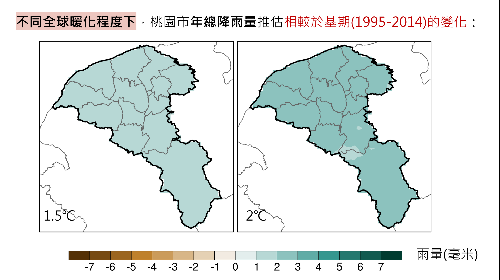 不同全球暖化程度下，桃園市年總降雨量推估相較於基期(1995-2014)的變化：
1.5℃
2℃
-7 -6 -5 -4 -3 -2 -1 0 1 2 3 4 5 6 7
雨量(毫米)